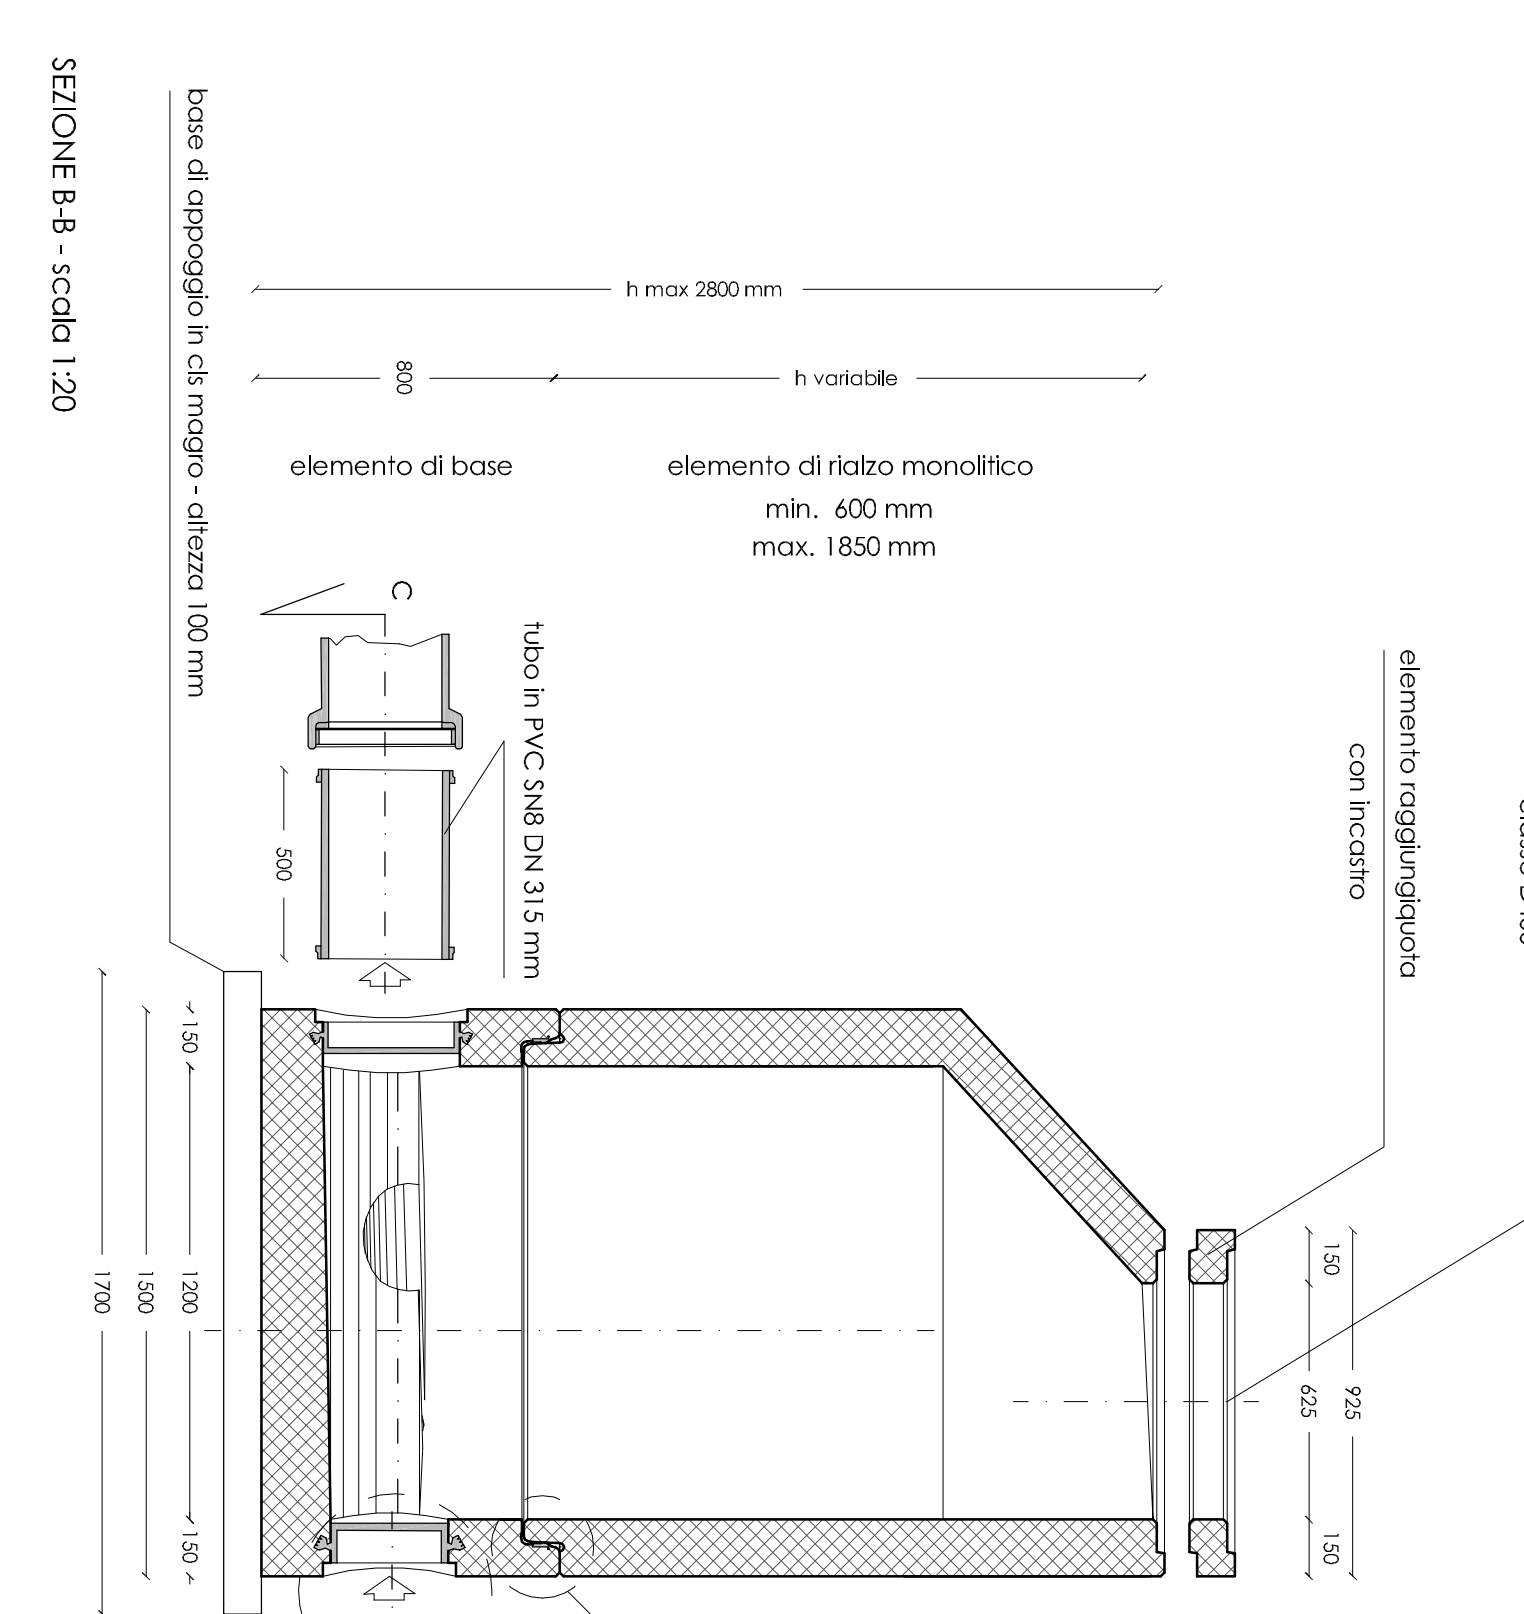 SEZIONE B-B - scala 1:20
base di appoggio in cls magro - altezza 100 mm
h max 2800 mm
800
h variabile
elemento di base
elemento di rialzo monolitico
min. 600 mm
max. 1850 mm
C
tubo in PVC SN8 DN 315 mm
500
elemento raggiungiquota
con incastro
150
1200
150
1500
1700
150
625
150
925